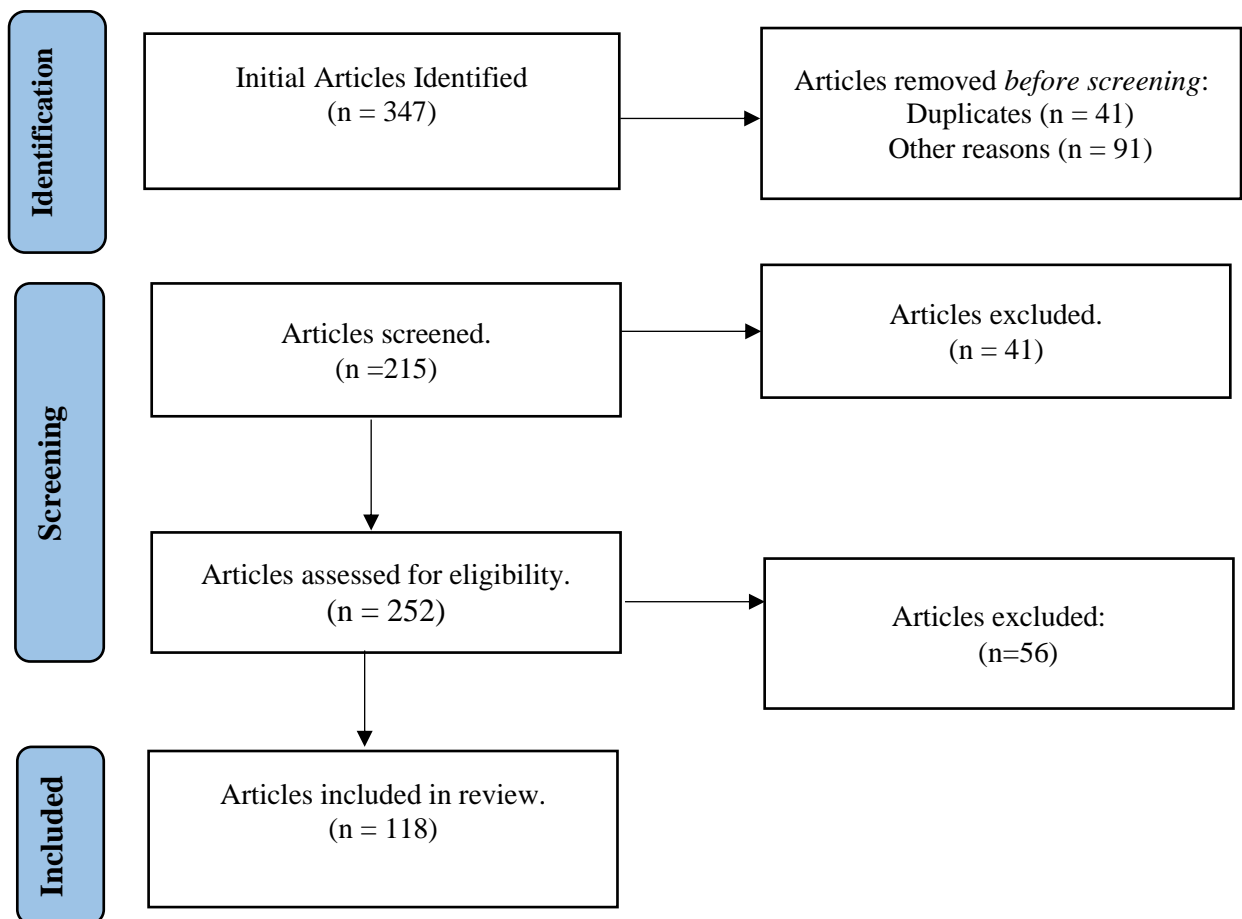 Identification
Initial Articles Identified
(n = 347)
Articles removed before screening:
Duplicates (n = 41)
Other reasons (n = 91)
Screening
Articles screened.
(n =215)
Articles excluded.
(n = 41)
Articles assessed for eligibility.
(n = 252)
Articles excluded:
(n=56)
Included
Articles included in review.
(n = 118)